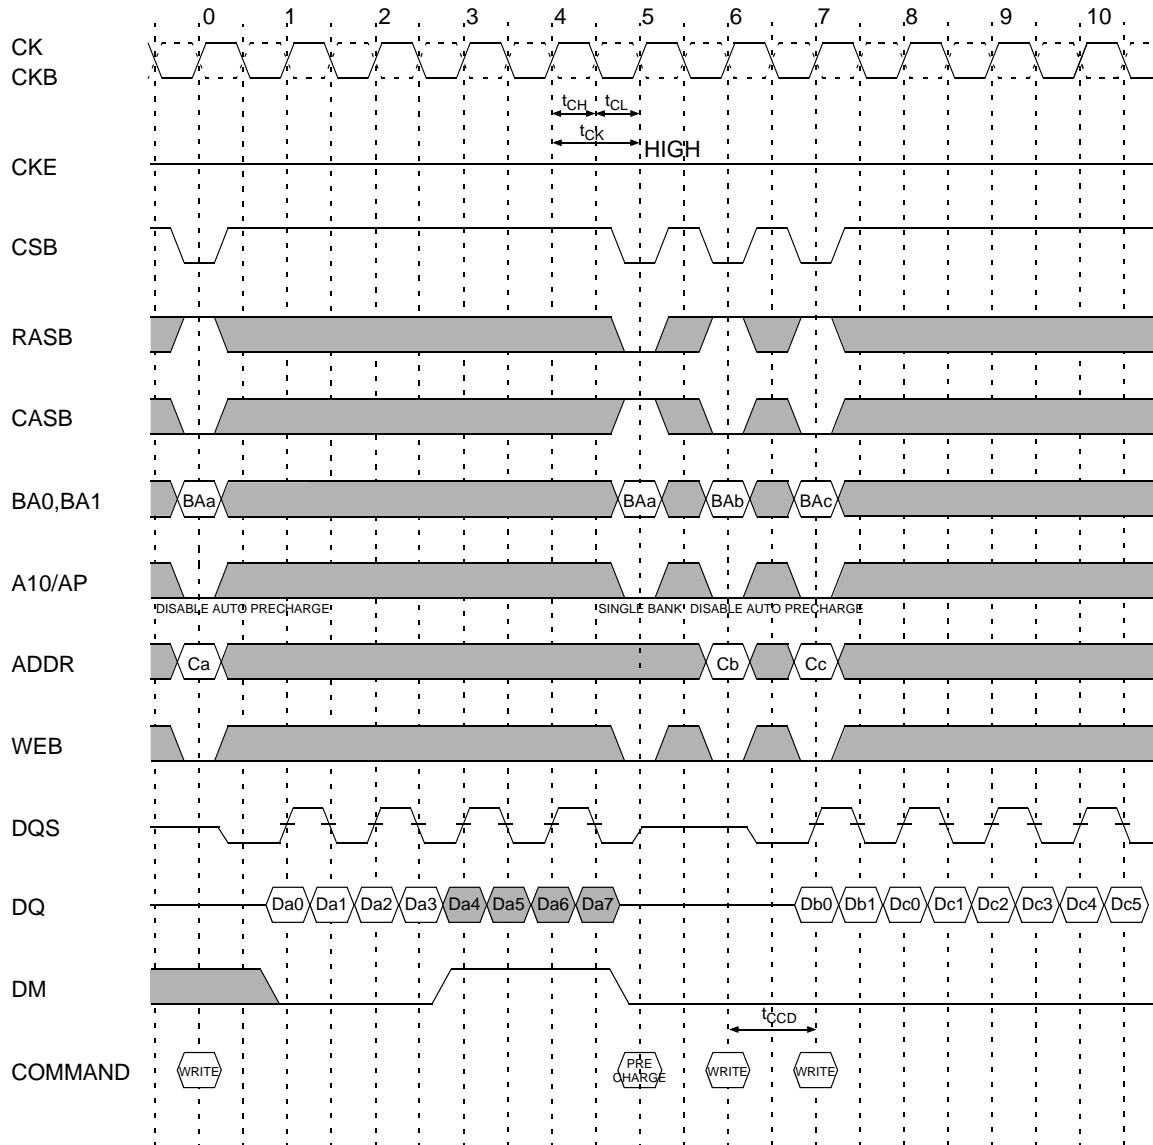 0 1 2 3 4 5 6 7 8 9 10
CK
CKB
tCH tCL
tCK
HIGH
CKE
CSB
RASB
CASB
BA0,BA1 BAa BAa BAb BAc
A10/AP
DISABLE AUTO PRECHARGE SINGLE BANK DISABLE AUTO PRECHARGE
ADDR Ca Cb Cc
WEB
DQS
DQ Da0 Da1 Da2 Da3 Da4 Da5 Da6 Da7 Db0 Db1 Dc0 Dc1 Dc2 Dc3 Dc4 Dc5
DM
tCCD
COMMAND WRITE PRE CHARGE WRITE WRITE